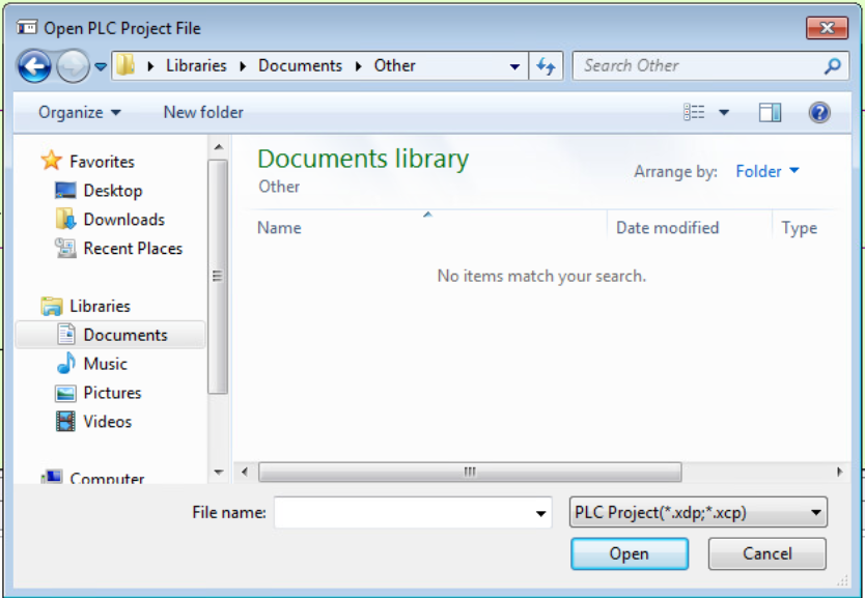 Open PLC Project File
Libraries Documents Other
Search Other
Organize New folder
Favorites
Desktop
Downloads
Recent Places
Libraries
Documents
Music
Pictures
Videos
Computer
Documents library
Other
Arrange by: Folder
Name Date modified Type
No items match your search.
File name:
PLC Project(*.xdp;*.xcp)
Open Cancel